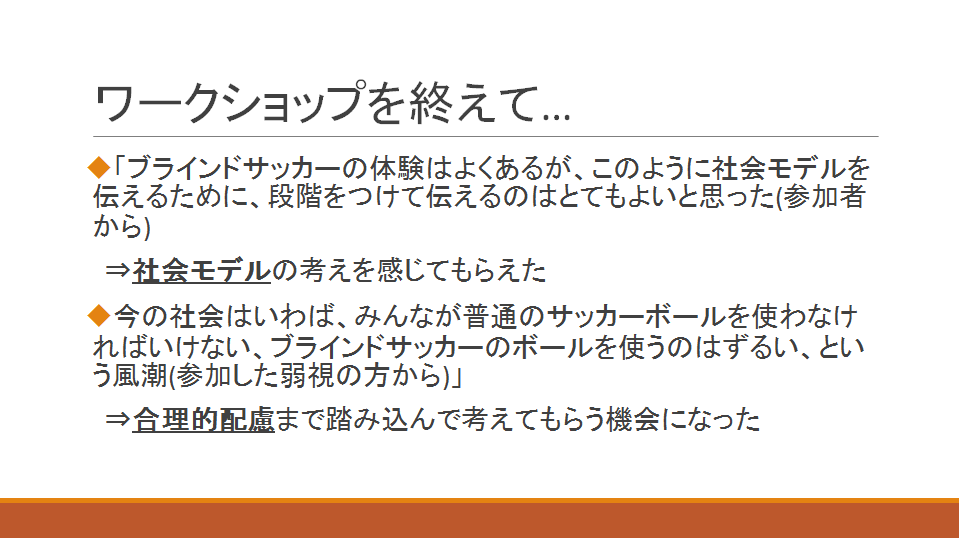 ワークショップを終えて…
◆「ブラインドサッカーの体験はよくあるが、このように社会モデルを
伝えるために、段階をつけて伝えるのはとてもよいと思った(参加者
から)
⇒社会モデルの考えを感じてもらえた
◆今の社会はいわば、みんなが普通のサッカーボールを使わなけ
ればいけない、ブラインドサッカーのボールを使うのはずるい、とい
う風潮(参加した弱視の方から)」
⇒合理的配慮まで踏み込んで考えてもらう機会になった